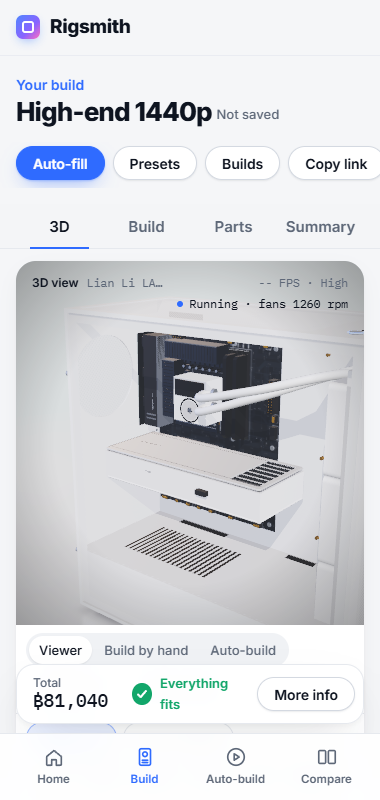 Rigsmith
Your build
High-end 1440p Not saved
Auto-fill Presets Builds Copy link
3D Build Parts Summary
3D view Lian Li LA… -- FPS · High
Running · fans 1260 rpm
Viewer Build by hand Auto-build
Total
฿81,040
Everything
fits
More info
Home Build Auto-build Compare